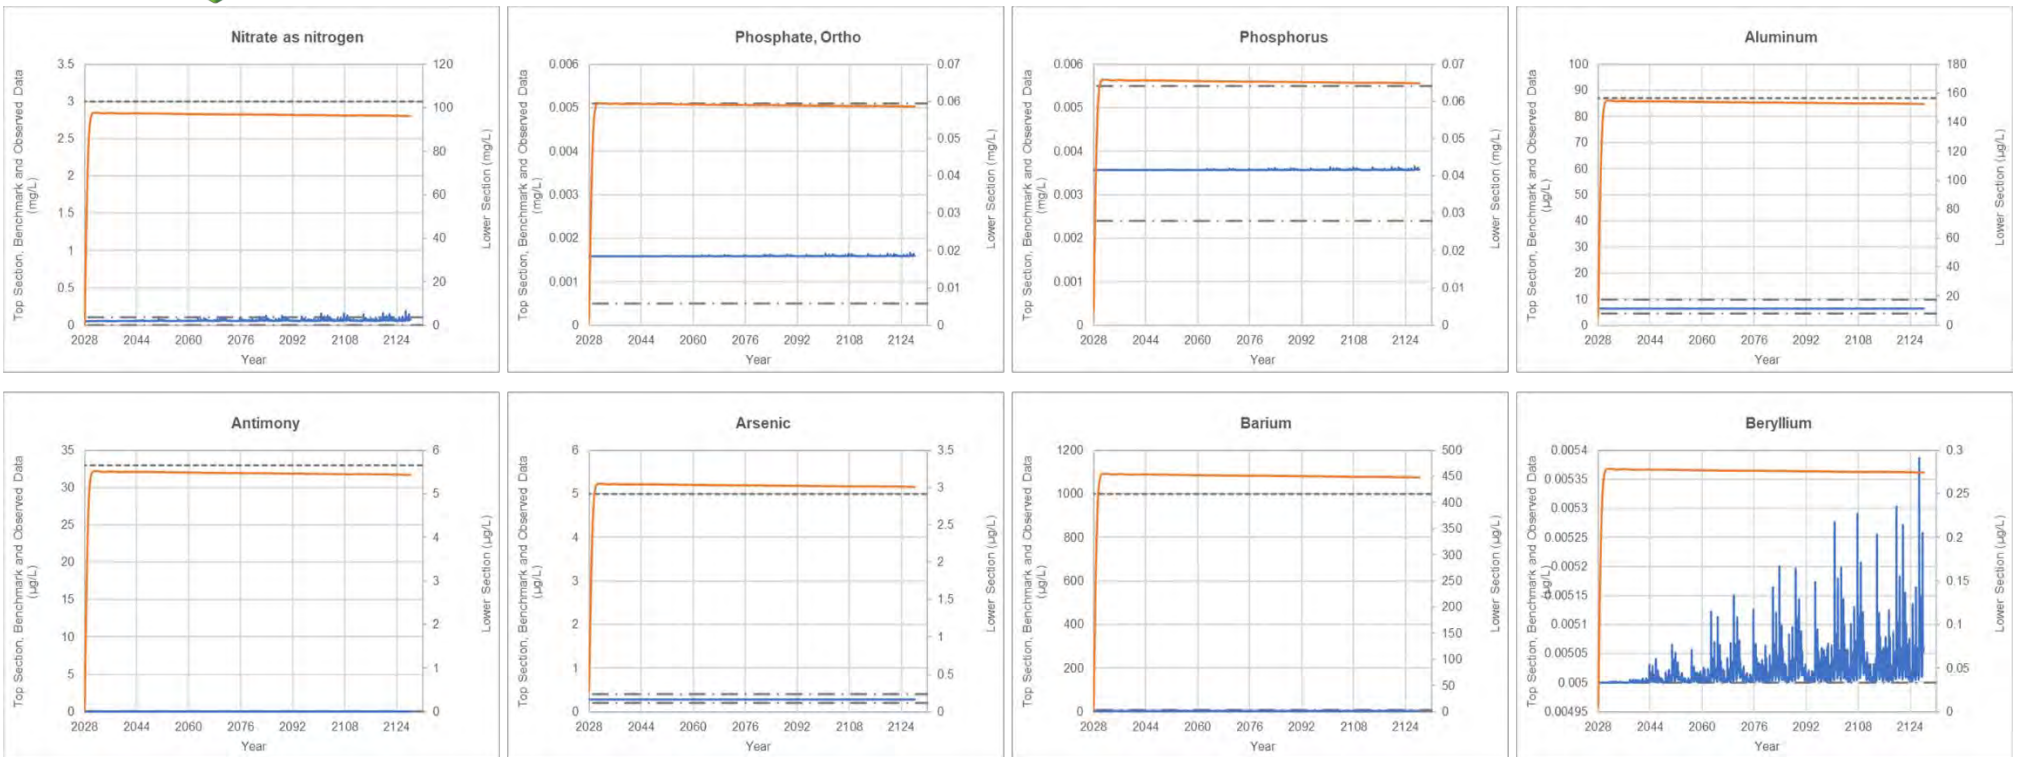 Nitrate as nitrogen
Top Section, Benchmark and Observed Data
(mg/L)
3.5
3
2.5
2
1.5
1
0.5
0
120
100
80
60
40
20
0
Lower Section (mg/L)
2028 2044 2060 2076 2092 2108 2124
Year
Phosphate, Ortho
Top Section, Benchmark and Observed Data
(mg/L)
0.006
0.005
0.004
0.003
0.002
0.001
0
0.07
0.06
0.05
0.04
0.03
0.02
0.01
0
Lower Section (mg/L)
2028 2044 2060 2076 2092 2108 2124
Year
Phosphorus
Top Section, Benchmark and Observed Data
(mg/L)
0.006
0.005
0.004
0.003
0.002
0.001
0
0.07
0.06
0.05
0.04
0.03
0.02
0.01
0
Lower Section (mg/L)
2028 2044 2060 2076 2092 2108 2124
Year
Aluminum
Top Section, Benchmark and Observed Data
(µg/L)
100
90
80
70
60
50
40
30
20
10
0
180
160
140
120
100
80
60
40
20
0
Lower Section (µg/L)
2028 2044 2060 2076 2092 2108 2124
Year
Antimony
Top Section, Benchmark and Observed Data
(µg/L)
35
30
25
20
15
10
5
0
6
5
4
3
2
1
0
Lower Section (µg/L)
2028 2044 2060 2076 2092 2108 2124
Year
Arsenic
Top Section, Benchmark and Observed Data
(µg/L)
6
5
4
3
2
1
0
3.5
3
2.5
2
1.5
1
0.5
0
Lower Section (µg/L)
2028 2044 2060 2076 2092 2108 2124
Year
Barium
Top Section, Benchmark and Observed Data
(µg/L)
1200
1000
800
600
400
200
0
500
450
400
350
300
250
200
150
100
50
0
Lower Section (µg/L)
2028 2044 2060 2076 2092 2108 2124
Year
Beryllium
Top Section, Benchmark and Observed Data
(µg/L)
0.0054
0.00535
0.0053
0.00525
0.0052
0.00515
0.0051
0.00505
0.005
0.00495
0.3
0.25
0.2
0.15
0.1
0.05
0
Lower Section (µg/L)
2028 2044 2060 2076 2092 2108 2124
Year